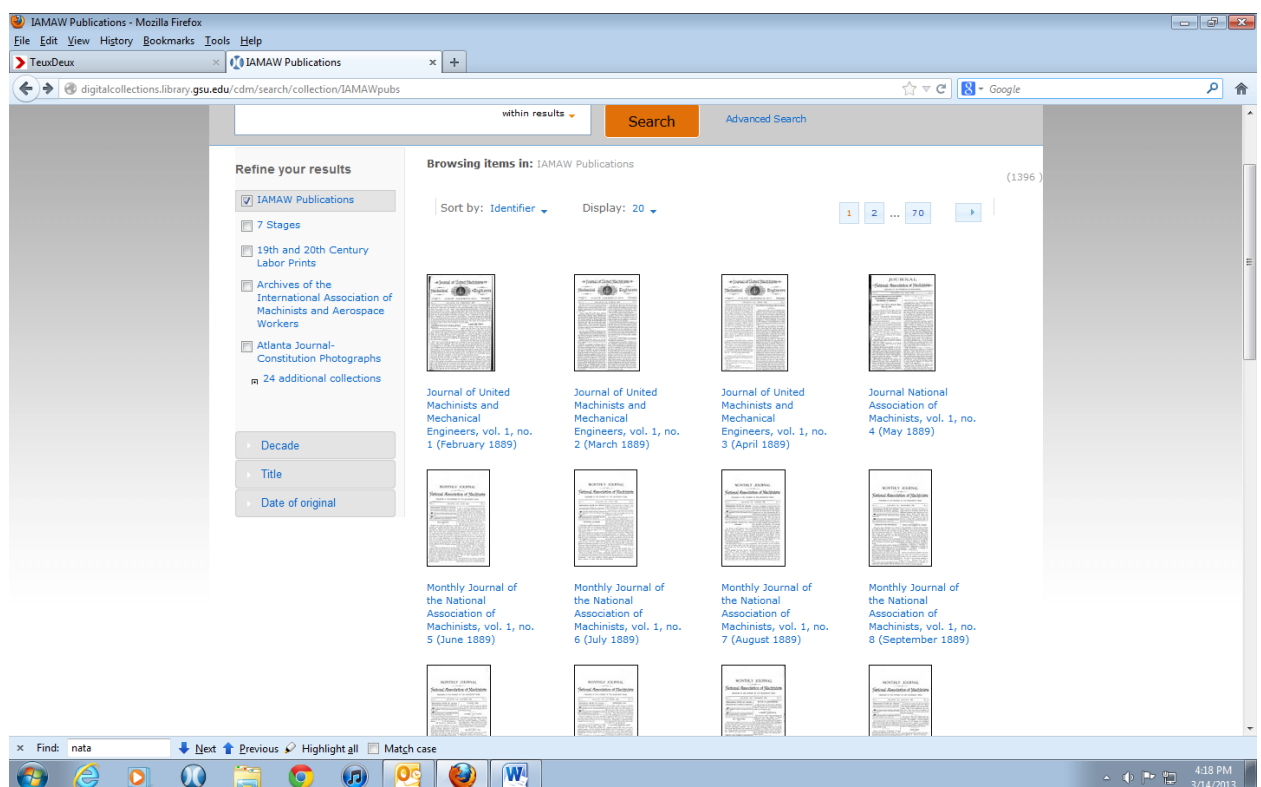 IAMAW Publications - Mozilla Firefox
File Edit View History Bookmarks Tools Help
TeuxDeux × IAMAW Publications × +
digitalcollections.library.gsu.edu/cdm/search/collection/IAMAWpubs Google
within results Search Advanced Search
Refine your results
IAMAW Publications
7 Stages
19th and 20th Century
Labor Prints
Archives of the
International Association of
Machinists and Aerospace
Workers
Atlanta Journal-
Constitution Photographs
24 additional collections
Decade
Title
Date of original
Browsing items in: IAMAW Publications
(1396 )
Sort by: Identifier Display: 20 1 2 ... 70
Journal of United
Machinists and
Mechanical
Engineers, vol. 1, no.
1 (February 1889)
Journal of United
Machinists and
Mechanical
Engineers, vol. 1, no.
2 (March 1889)
Journal of United
Machinists and
Mechanical
Engineers, vol. 1, no.
3 (April 1889)
Journal National
Association of
Machinists, vol. 1, no.
4 (May 1889)
Monthly Journal of
the National
Association of
Machinists, vol. 1, no.
5 (June 1889)
Monthly Journal of
the National
Association of
Machinists, vol. 1, no.
6 (July 1889)
Monthly Journal of
the National
Association of
Machinists, vol. 1, no.
7 (August 1889)
Monthly Journal of
the National
Association of
Machinists, vol. 1, no.
8 (September 1889)
× Find: nata Next Previous Highlight all Match case
4:18 PM
3/14/2013